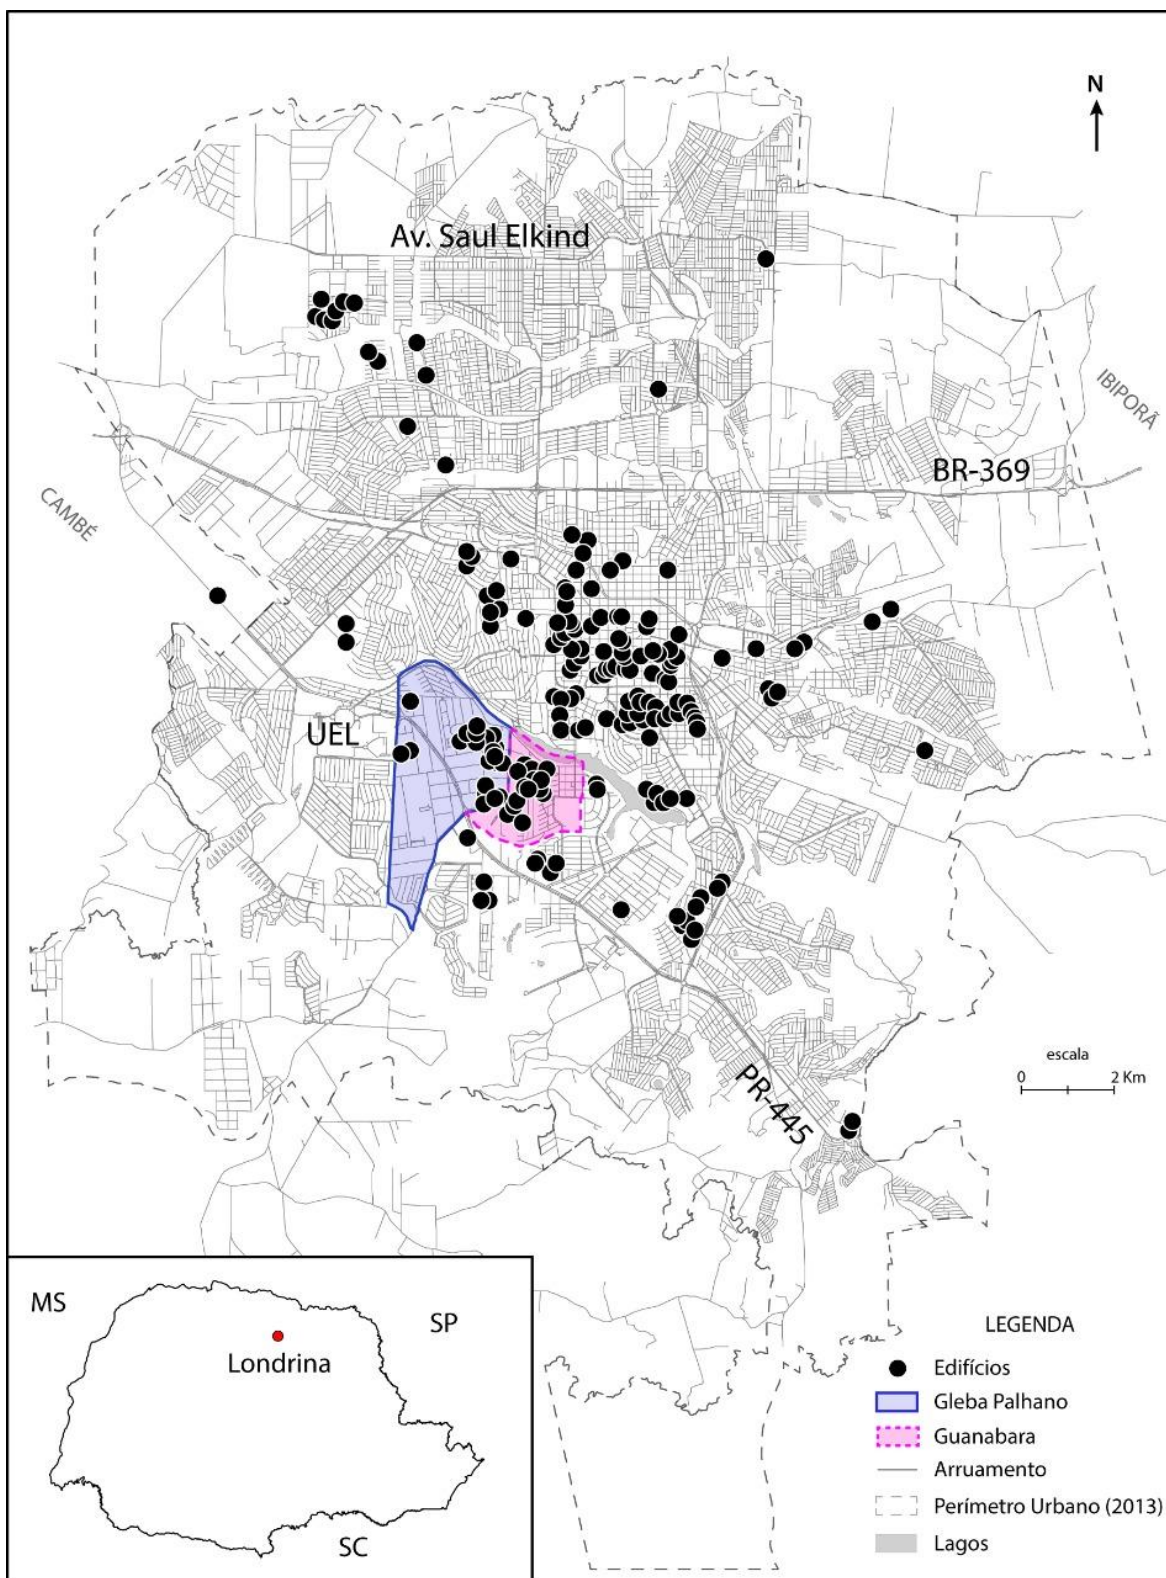 N
Av. Saul Elkind
IBIPORÃ
BR-369
CAMBÉ
UEL
escala
0 2 Km
PR-445
MS
SP
Londrina
SC
LEGENDA
Edifícios
Gleba Palhano
Guanabara
Arruamento
Perímetro Urbano (2013)
Lagos